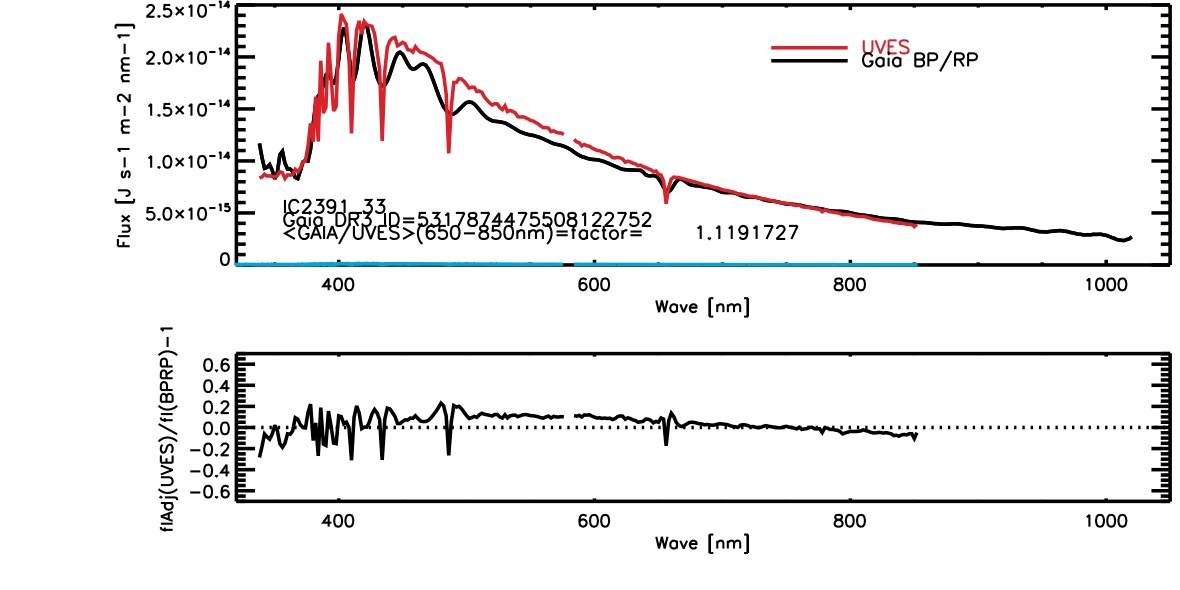 2.5×10−14
2.0×10−14
1.5×10−14
1.0×10−14
5.0×10−15
0
Flux [J s−1 m−2 nm−1]
UVES
Gaia BP/RP
IC2391_33
Gaia DR3 ID=5317874475508122752
<GAIA/UVES>(650−850nm)=factor= 1.1191727
400 600 800 1000
Wave [nm]
0.6
0.4
0.2
0.0
−0.2
−0.4
−0.6
flAdj(UVES)/fl(BPRP)−1
400 600 800 1000
Wave [nm]